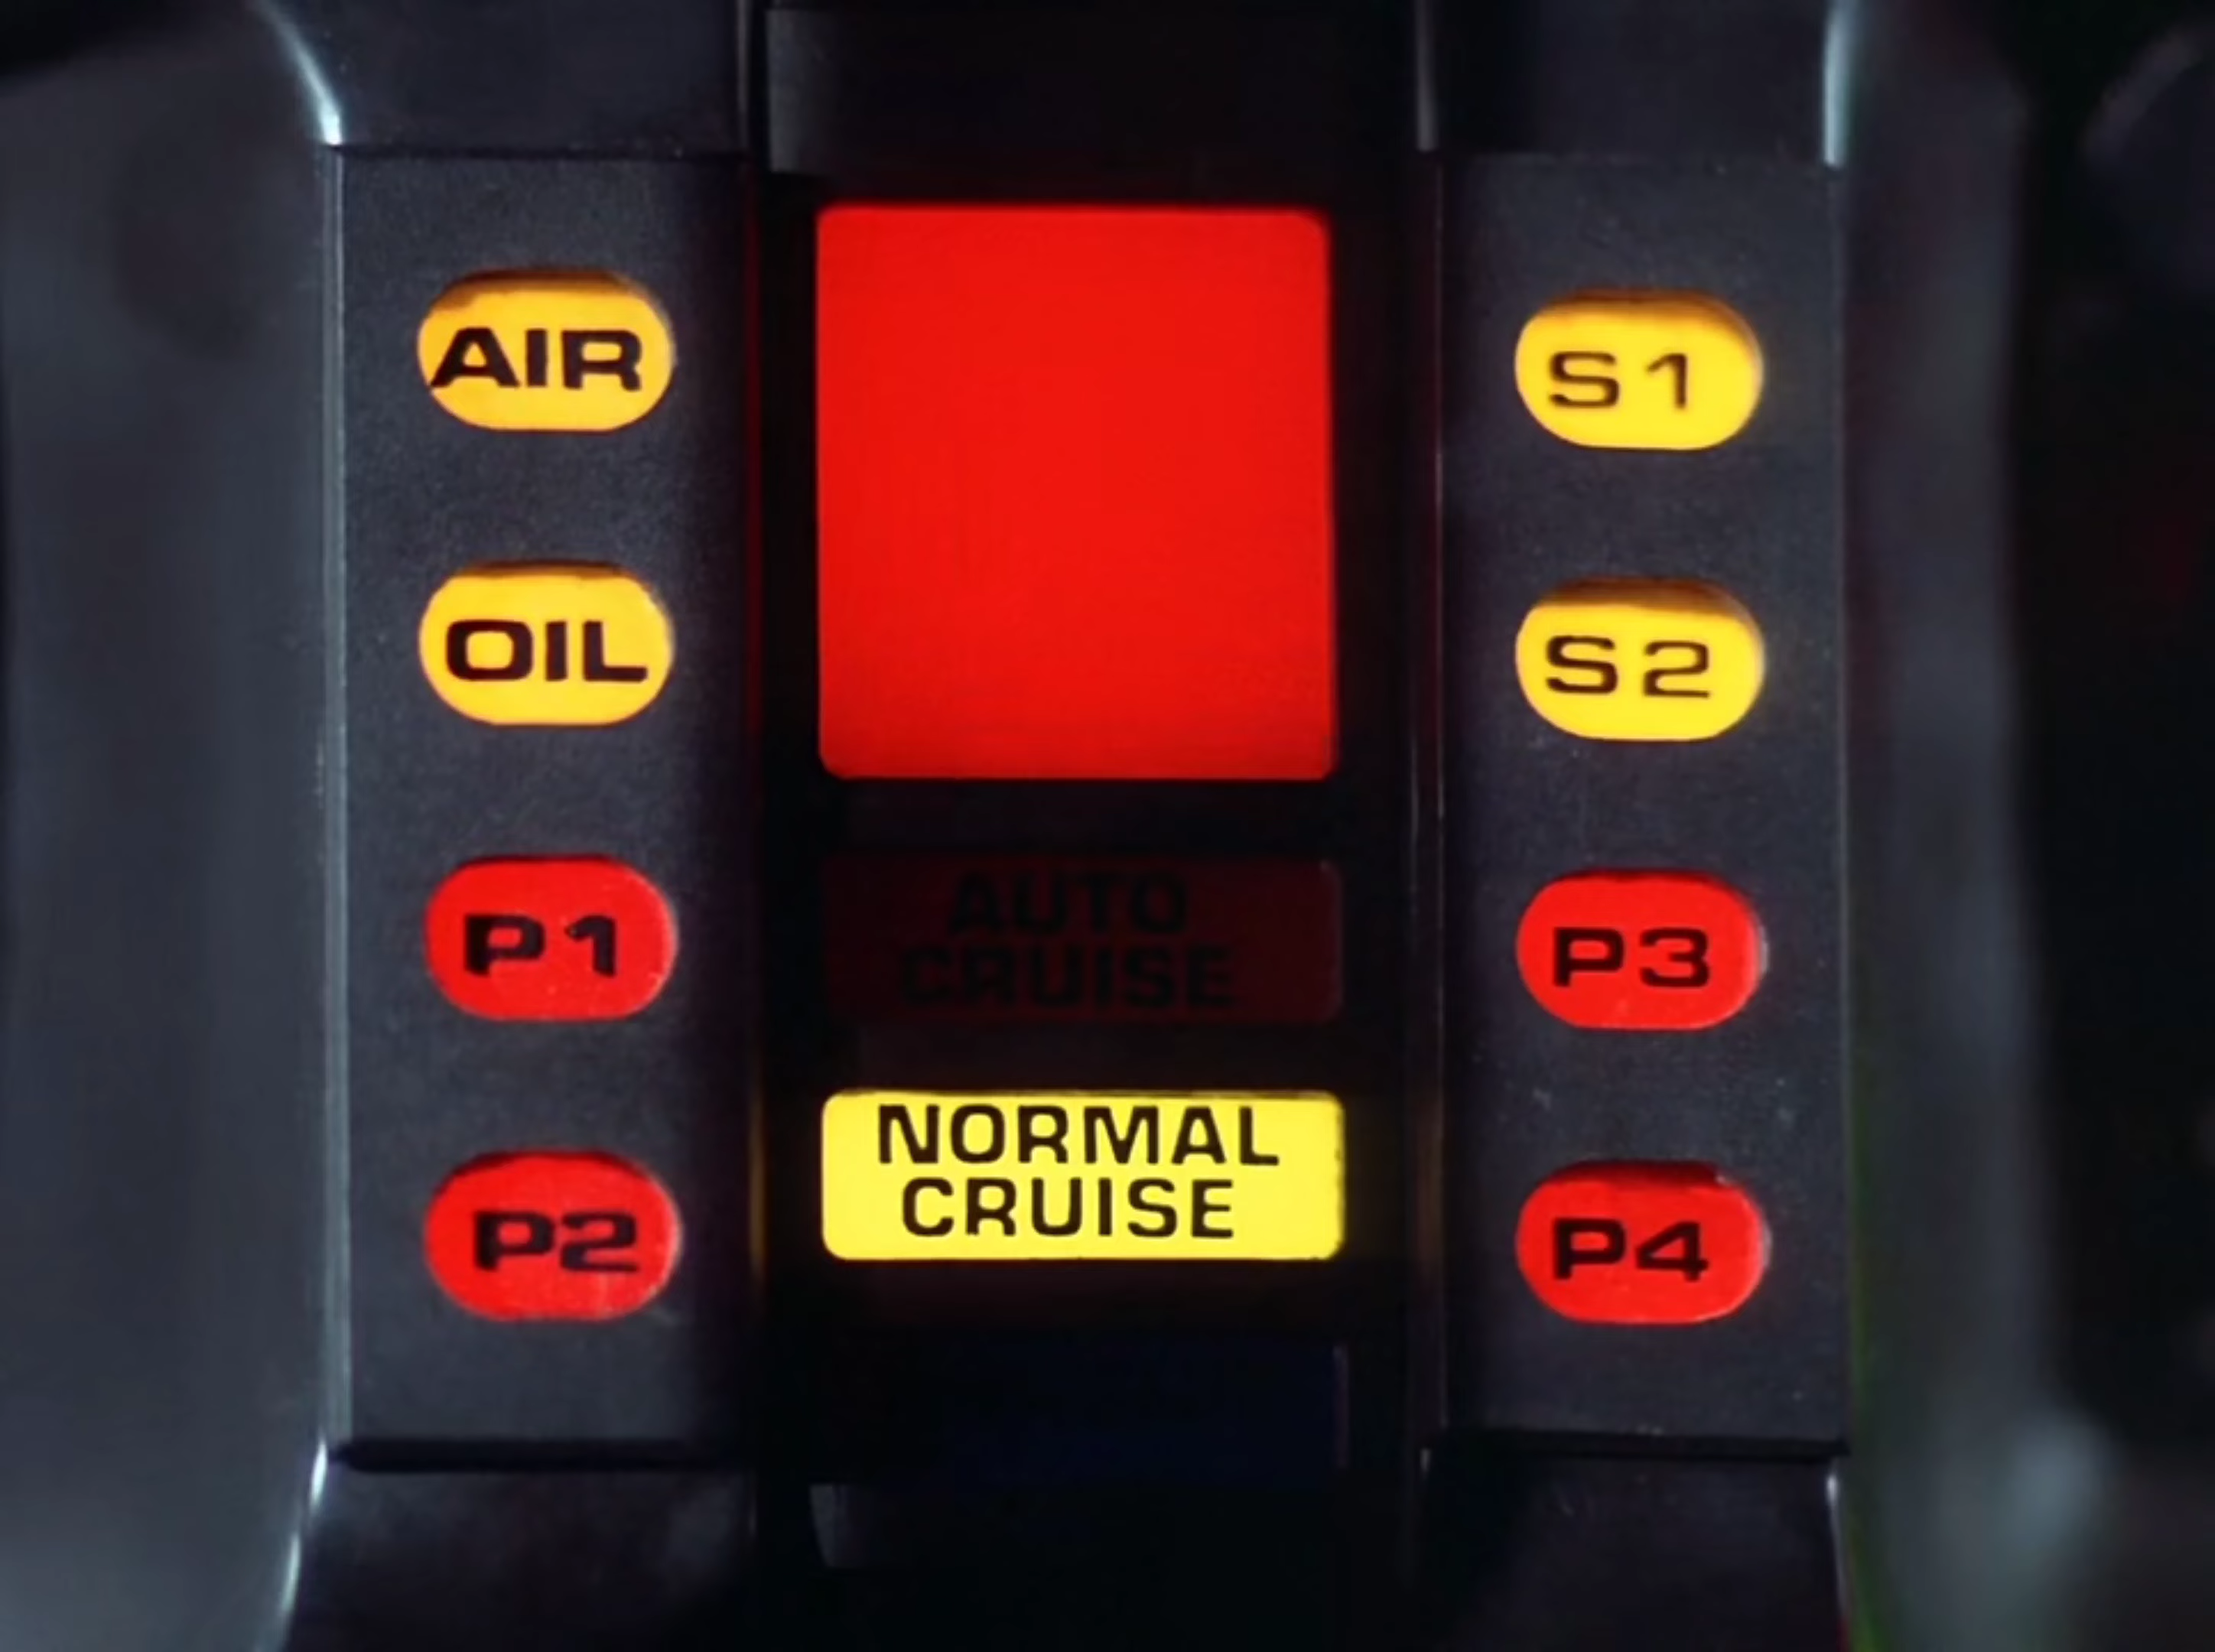 AIR
OIL
P1
P2
AUTO
CRUISE
NORMAL
CRUISE
S1
S2
P3
P4